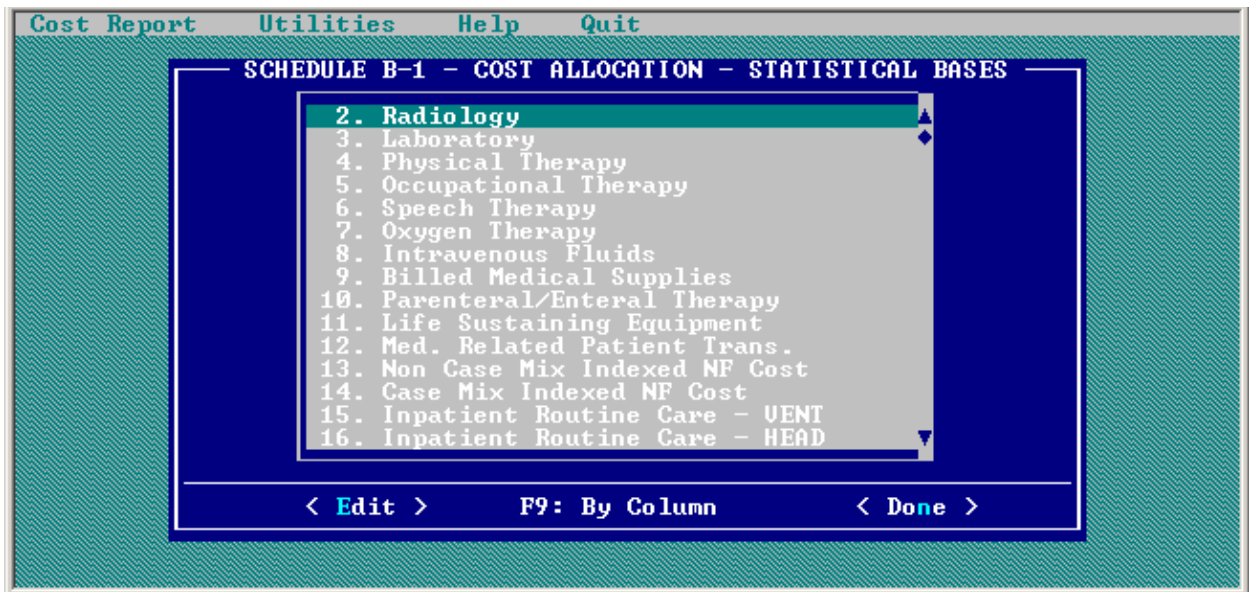 Cost Report Utilities Help Quit
SCHEDULE B-1 - COST ALLOCATION - STATISTICAL BASES
2. Radiology
3. Laboratory
4. Physical Therapy
5. Occupational Therapy
6. Speech Therapy
7. Oxygen Therapy
8. Intravenous Fluids
9. Billed Medical Supplies
10. Parenteral/Enteral Therapy
11. Life Sustaining Equipment
12. Med. Related Patient Trans.
13. Non Case Mix Indexed NF Cost
14. Case Mix Indexed NF Cost
15. Inpatient Routine Care - VENT
16. Inpatient Routine Care - HEAD
< Edit > F9: By Column < Done >